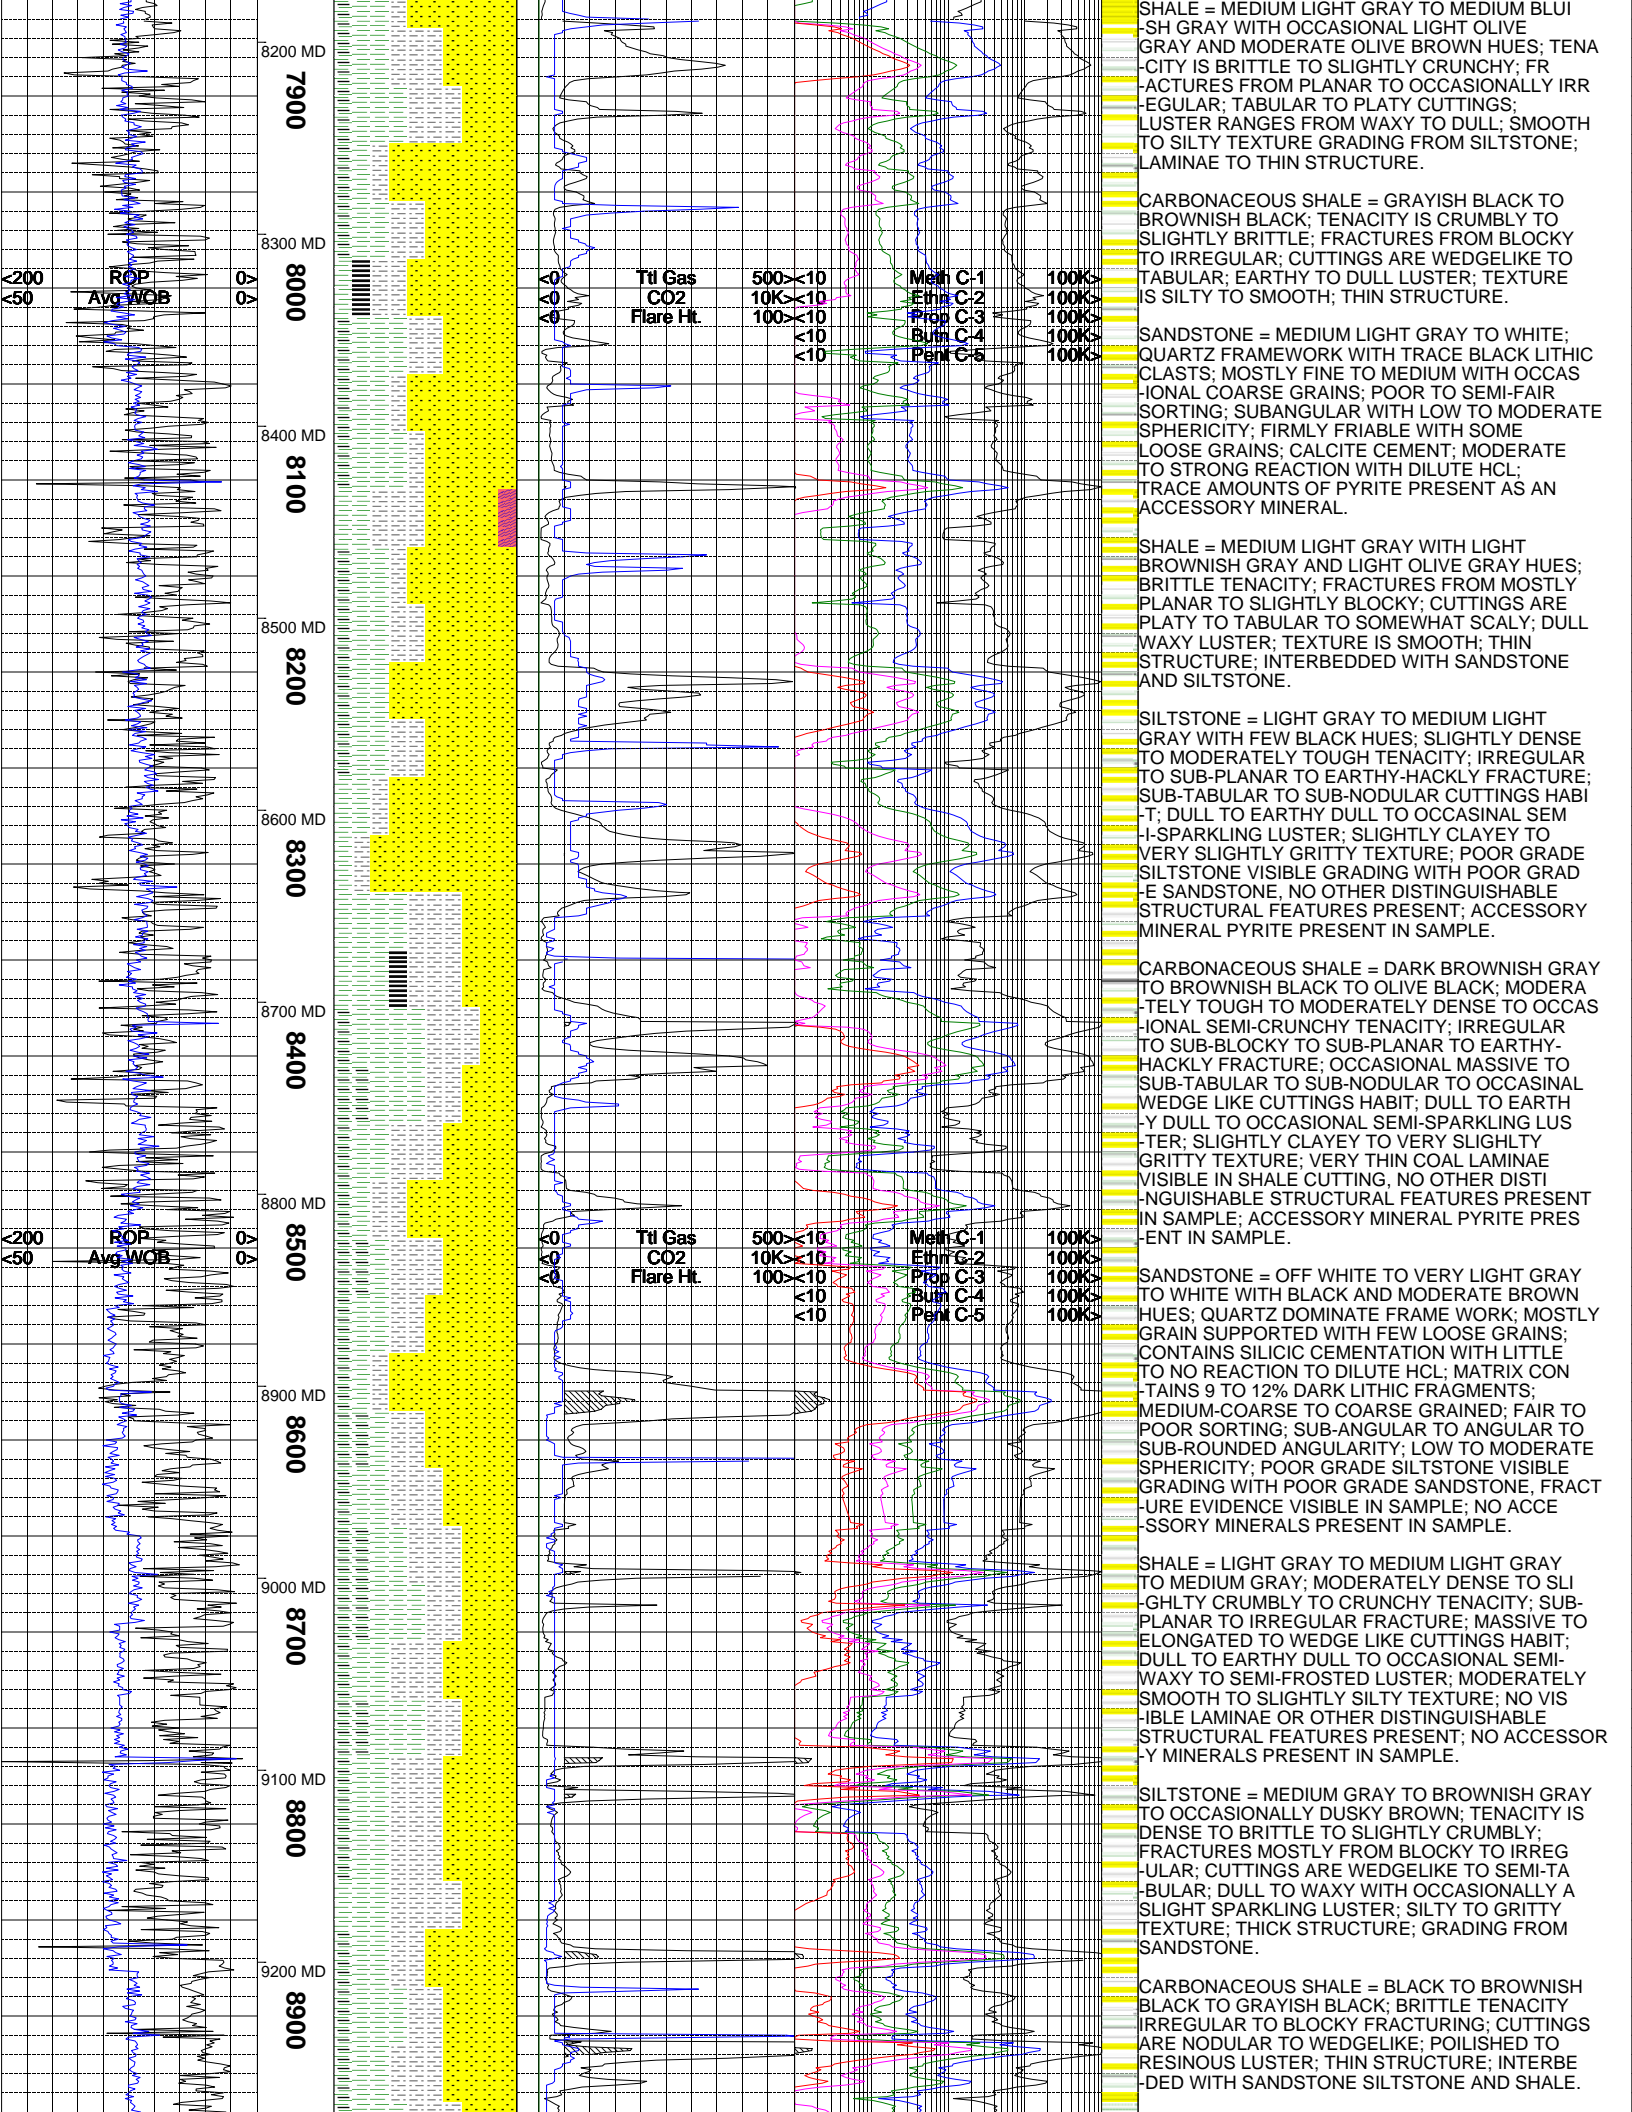 8200 MD
7900
8300 MD
8000
<200 ROP 0>
<50 Avg WOB 0>
<0 Ttl Gas 500>
<0 CO2 10K>
<0 Flare Ht. 100>
<10 Meth C-1 100K>
<10 Ethn C-2 100K>
<10 Prop C-3 100K>
<10 Butn C-4 100K>
<10 Pent C-5 100K>
8400 MD
8100
8500 MD
8200
8600 MD
8300
8700 MD
8400
8800 MD
8500
<200 ROP 0>
<50 Avg WOB 0>
<0 Ttl Gas 500>
<0 CO2 10K>
<0 Flare Ht. 100>
<10 Meth C-1 100K>
<10 Ethn C-2 100K>
<10 Prop C-3 100K>
<10 Butn C-4 100K>
<10 Pent C-5 100K>
8900 MD
8600
9000 MD
8700
9100 MD
8800
9200 MD
8900
SHALE = MEDIUM LIGHT GRAY TO MEDIUM BLUI
-SH GRAY WITH OCCASIONAL LIGHT OLIVE
GRAY AND MODERATE OLIVE BROWN HUES; TENA
-CITY IS BRITTLE TO SLIGHTLY CRUNCHY; FR
-ACTURES FROM PLANAR TO OCCASIONALLY IRR
-EGULAR; TABULAR TO PLATY CUTTINGS;
LUSTER RANGES FROM WAXY TO DULL; SMOOTH
TO SILTY TEXTURE GRADING FROM SILTSTONE;
LAMINAE TO THIN STRUCTURE.
CARBONACEOUS SHALE = GRAYISH BLACK TO
BROWNISH BLACK; TENACITY IS CRUMBLY TO
SLIGHTLY BRITTLE; FRACTURES FROM BLOCKY
TO IRREGULAR; CUTTINGS ARE WEDGELIKE TO
TABULAR; EARTHY TO DULL LUSTER; TEXTURE
IS SILTY TO SMOOTH; THIN STRUCTURE.
SANDSTONE = MEDIUM LIGHT GRAY TO WHITE;
QUARTZ FRAMEWORK WITH TRACE BLACK LITHIC
CLASTS; MOSTLY FINE TO MEDIUM WITH OCCAS
-IONAL COARSE GRAINS; POOR TO SEMI-FAIR
SORTING; SUBANGULAR WITH LOW TO MODERATE
SPHERICITY; FIRMLY FRIABLE WITH SOME
LOOSE GRAINS; CALCITE CEMENT; MODERATE
TO STRONG REACTION WITH DILUTE HCL;
TRACE AMOUNTS OF PYRITE PRESENT AS AN
ACCESSORY MINERAL.
SHALE = MEDIUM LIGHT GRAY WITH LIGHT
BROWNISH GRAY AND LIGHT OLIVE GRAY HUES;
BRITTLE TENACITY; FRACTURES FROM MOSTLY
PLANAR TO SLIGHTLY BLOCKY; CUTTINGS ARE
PLATY TO TABULAR TO SOMEWHAT SCALY; DULL
WAXY LUSTER; TEXTURE IS SMOOTH; THIN
STRUCTURE; INTERBEDDED WITH SANDSTONE
AND SILTSTONE.
SILTSTONE = LIGHT GRAY TO MEDIUM LIGHT
GRAY WITH FEW BLACK HUES; SLIGHTLY DENSE
TO MODERATELY TOUGH TENACITY; IRREGULAR
TO SUB-PLANAR TO EARTHY-HACKLY FRACTURE;
SUB-TABULAR TO SUB-NODULAR CUTTINGS HABI
-T; DULL TO EARTHY DULL TO OCCASINAL SEM
-I-SPARKLING LUSTER; SLIGHTLY CLAYEY TO
VERY SLIGHTLY GRITTY TEXTURE; POOR GRADE
SILTSTONE VISIBLE GRADING WITH POOR GRAD
-E SANDSTONE, NO OTHER DISTINGUISHABLE
STRUCTURAL FEATURES PRESENT; ACCESSORY
MINERAL PYRITE PRESENT IN SAMPLE.
CARBONACEOUS SHALE = DARK BROWNISH GRAY
TO BROWNISH BLACK TO OLIVE BLACK; MODERA
-TELY TOUGH TO MODERATELY DENSE TO OCCAS
-IONAL SEMI-CRUNCHY TENACITY; IRREGULAR
TO SUB-BLOCKY TO SUB-PLANAR TO EARTHY-
HACKLY FRACTURE; OCCASIONAL MASSIVE TO
SUB-TABULAR TO SUB-NODULAR TO OCCASINAL
WEDGE LIKE CUTTINGS HABIT; DULL TO EARTH
-Y DULL TO OCCASIONAL SEMI-SPARKLING LUS
-TER; SLIGHTLY CLAYEY TO VERY SLIGHLTY
GRITTY TEXTURE; VERY THIN COAL LAMINAE
VISIBLE IN SHALE CUTTING, NO OTHER DISTI
-NGUISHABLE STRUCTURAL FEATURES PRESENT
IN SAMPLE; ACCESSORY MINERAL PYRITE PRES
-ENT IN SAMPLE.
SANDSTONE = OFF WHITE TO VERY LIGHT GRAY
TO WHITE WITH BLACK AND MODERATE BROWN
HUES; QUARTZ DOMINATE FRAME WORK; MOSTLY
GRAIN SUPPORTED WITH FEW LOOSE GRAINS;
CONTAINS SILICIC CEMENTATION WITH LITTLE
TO NO REACTION TO DILUTE HCL; MATRIX CON
-TAINS 9 TO 12% DARK LITHIC FRAGMENTS;
MEDIUM-COARSE TO COARSE GRAINED; FAIR TO
POOR SORTING; SUB-ANGULAR TO ANGULAR TO
SUB-ROUNDED ANGULARITY; LOW TO MODERATE
SPHERICITY; POOR GRADE SILTSTONE VISIBLE
GRADING WITH POOR GRADE SANDSTONE, FRACT
-URE EVIDENCE VISIBLE IN SAMPLE; NO ACCE
-SSORY MINERALS PRESENT IN SAMPLE.
SHALE = LIGHT GRAY TO MEDIUM LIGHT GRAY
TO MEDIUM GRAY; MODERATELY DENSE TO SLI
-GHLTY CRUMBLY TO CRUNCHY TENACITY; SUB-
PLANAR TO IRREGULAR FRACTURE; MASSIVE TO
ELONGATED TO WEDGE LIKE CUTTINGS HABIT;
DULL TO EARTHY DULL TO OCCASIONAL SEMI-
WAXY TO SEMI-FROSTED LUSTER; MODERATELY
SMOOTH TO SLIGHTLY SILTY TEXTURE; NO VIS
-IBLE LAMINAE OR OTHER DISTINGUISHABLE
STRUCTURAL FEATURES PRESENT; NO ACCESSOR
-Y MINERALS PRESENT IN SAMPLE.
SILTSTONE = MEDIUM GRAY TO BROWNISH GRAY
TO OCCASIONALLY DUSKY BROWN; TENACITY IS
DENSE TO BRITTLE TO SLIGHTLY CRUMBLY;
FRACTURES MOSTLY FROM BLOCKY TO IRREG
-ULAR; CUTTINGS ARE WEDGELIKE TO SEMI-TA
-BULAR; DULL TO WAXY WITH OCCASIONALLY A
SLIGHT SPARKLING LUSTER; SILTY TO GRITTY
TEXTURE; THICK STRUCTURE; GRADING FROM
SANDSTONE.
CARBONACEOUS SHALE = BLACK TO BROWNISH
BLACK TO GRAYISH BLACK; BRITTLE TENACITY
IRREGULAR TO BLOCKY FRACTURING; CUTTINGS
ARE NODULAR TO WEDGELIKE; POILISHED TO
RESINOUS LUSTER; THIN STRUCTURE; INTERBE
-DED WITH SANDSTONE SILTSTONE AND SHALE.